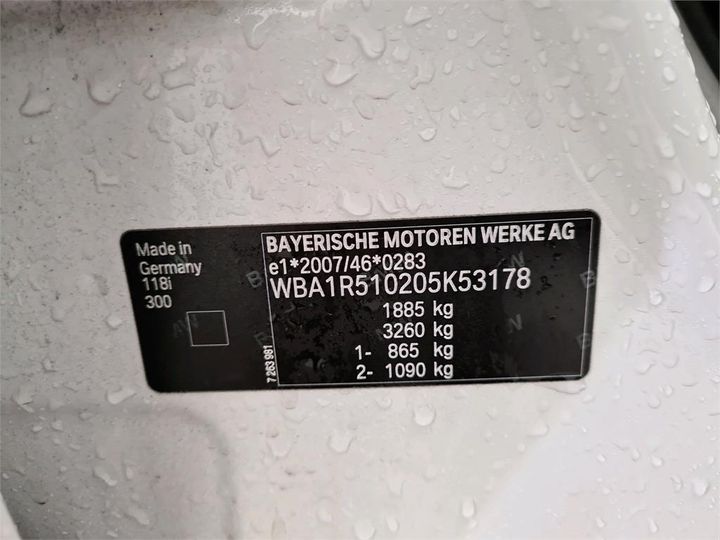 Made in
Germany
118i
300
7 263 981
BAYERISCHE MOTOREN WERKE AG
e1*2007/46*0283
WBA1R510205K53178
1885 kg
3260 kg
1- 865 kg
2- 1090 kg